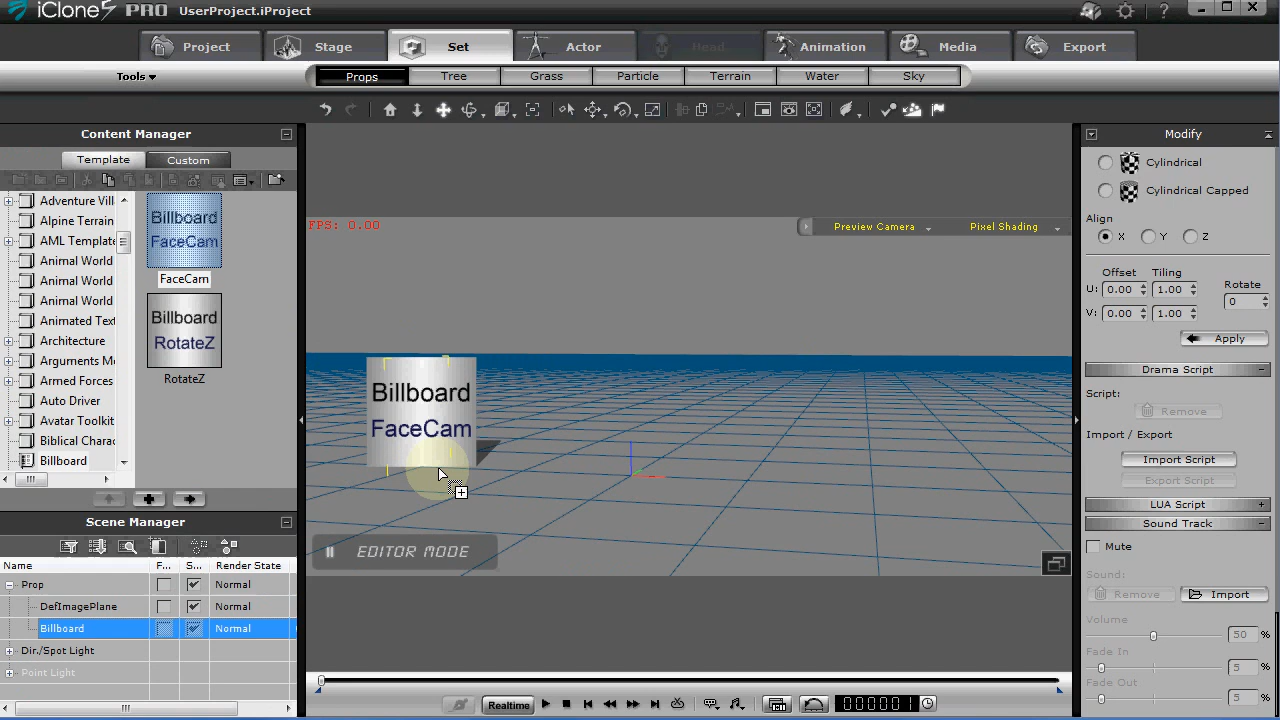 iClone5 PRO UserProject.iProject
Project Stage Set Actor Head Animation Media Export
Tools Props Tree Grass Particle Terrain Water Sky
Content Manager
Template Custom
Adventure Vill
Alpine Terrain
AML Template
Animal World
Animal World
Animal World
Animated Text
Architecture
Arguments Mo
Armed Forces
Auto Driver
Avatar Toolkit
Biblical Charac
Billboard
Billboard
FaceCam
FaceCam
Billboard
RotateZ
RotateZ
FPS: 0.00
Preview Camera Pixel Shading
Billboard
FaceCam
EDITOR MODE
Modify
Cylindrical
Cylindrical Capped
Align
X Y Z
Offset Tiling
Rotate
U: 0.00 1.00
0
V: 0.00 1.00
Apply
Drama Script
Script:
Remove
Import / Export
Import Script
Export Script
LUA Script
Sound Track
Mute
Sound:
Remove Import
Volume
50 %
Fade In
5 %
Fade Out
5 %
Scene Manager
Name F... S... Render State
Prop Normal
DefImagePlane Normal
Billboard Normal
Dir./Spot Light
Point Light
Realtime
000001